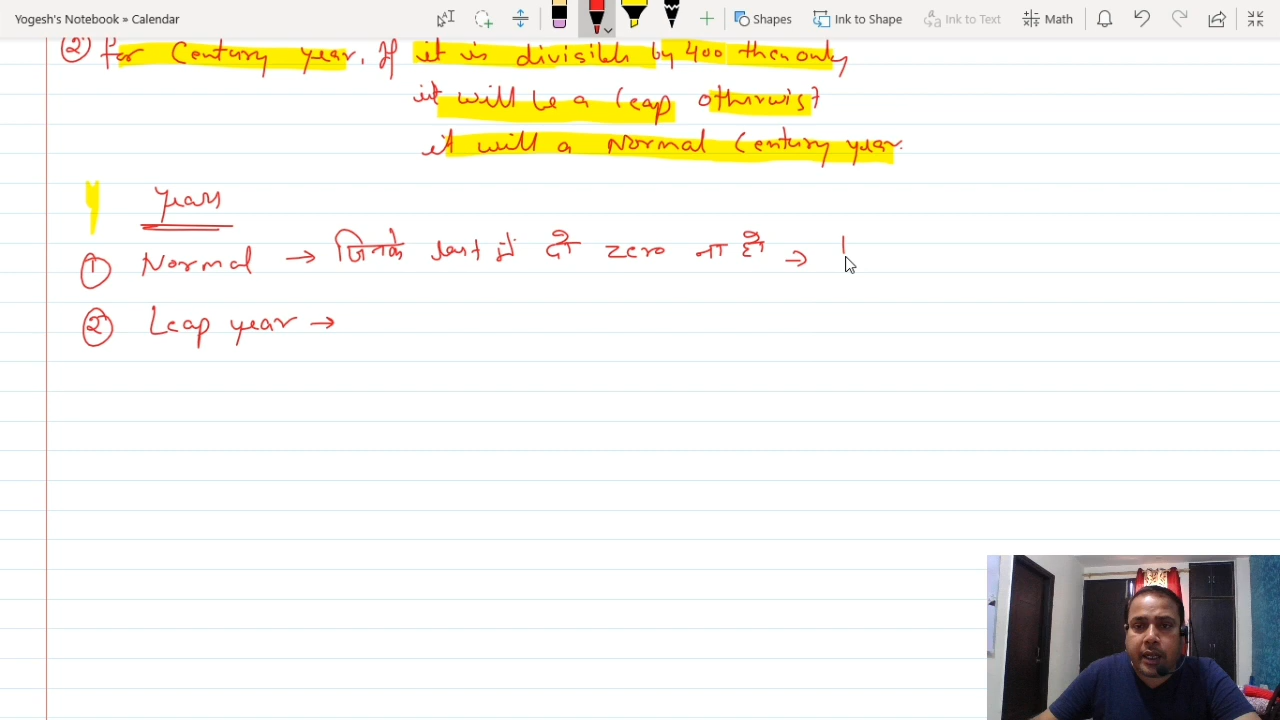 Yogesh's Notebook » Calendar
Shapes
Ink to Shape
Ink to Text
Math
② for Century year, If it is divisible by 400 then only
it will be a leap otherwise
it will a Normal Century year.
Years
① Normal → जिनके last में दो zero ना हो → 1
② Leap year →